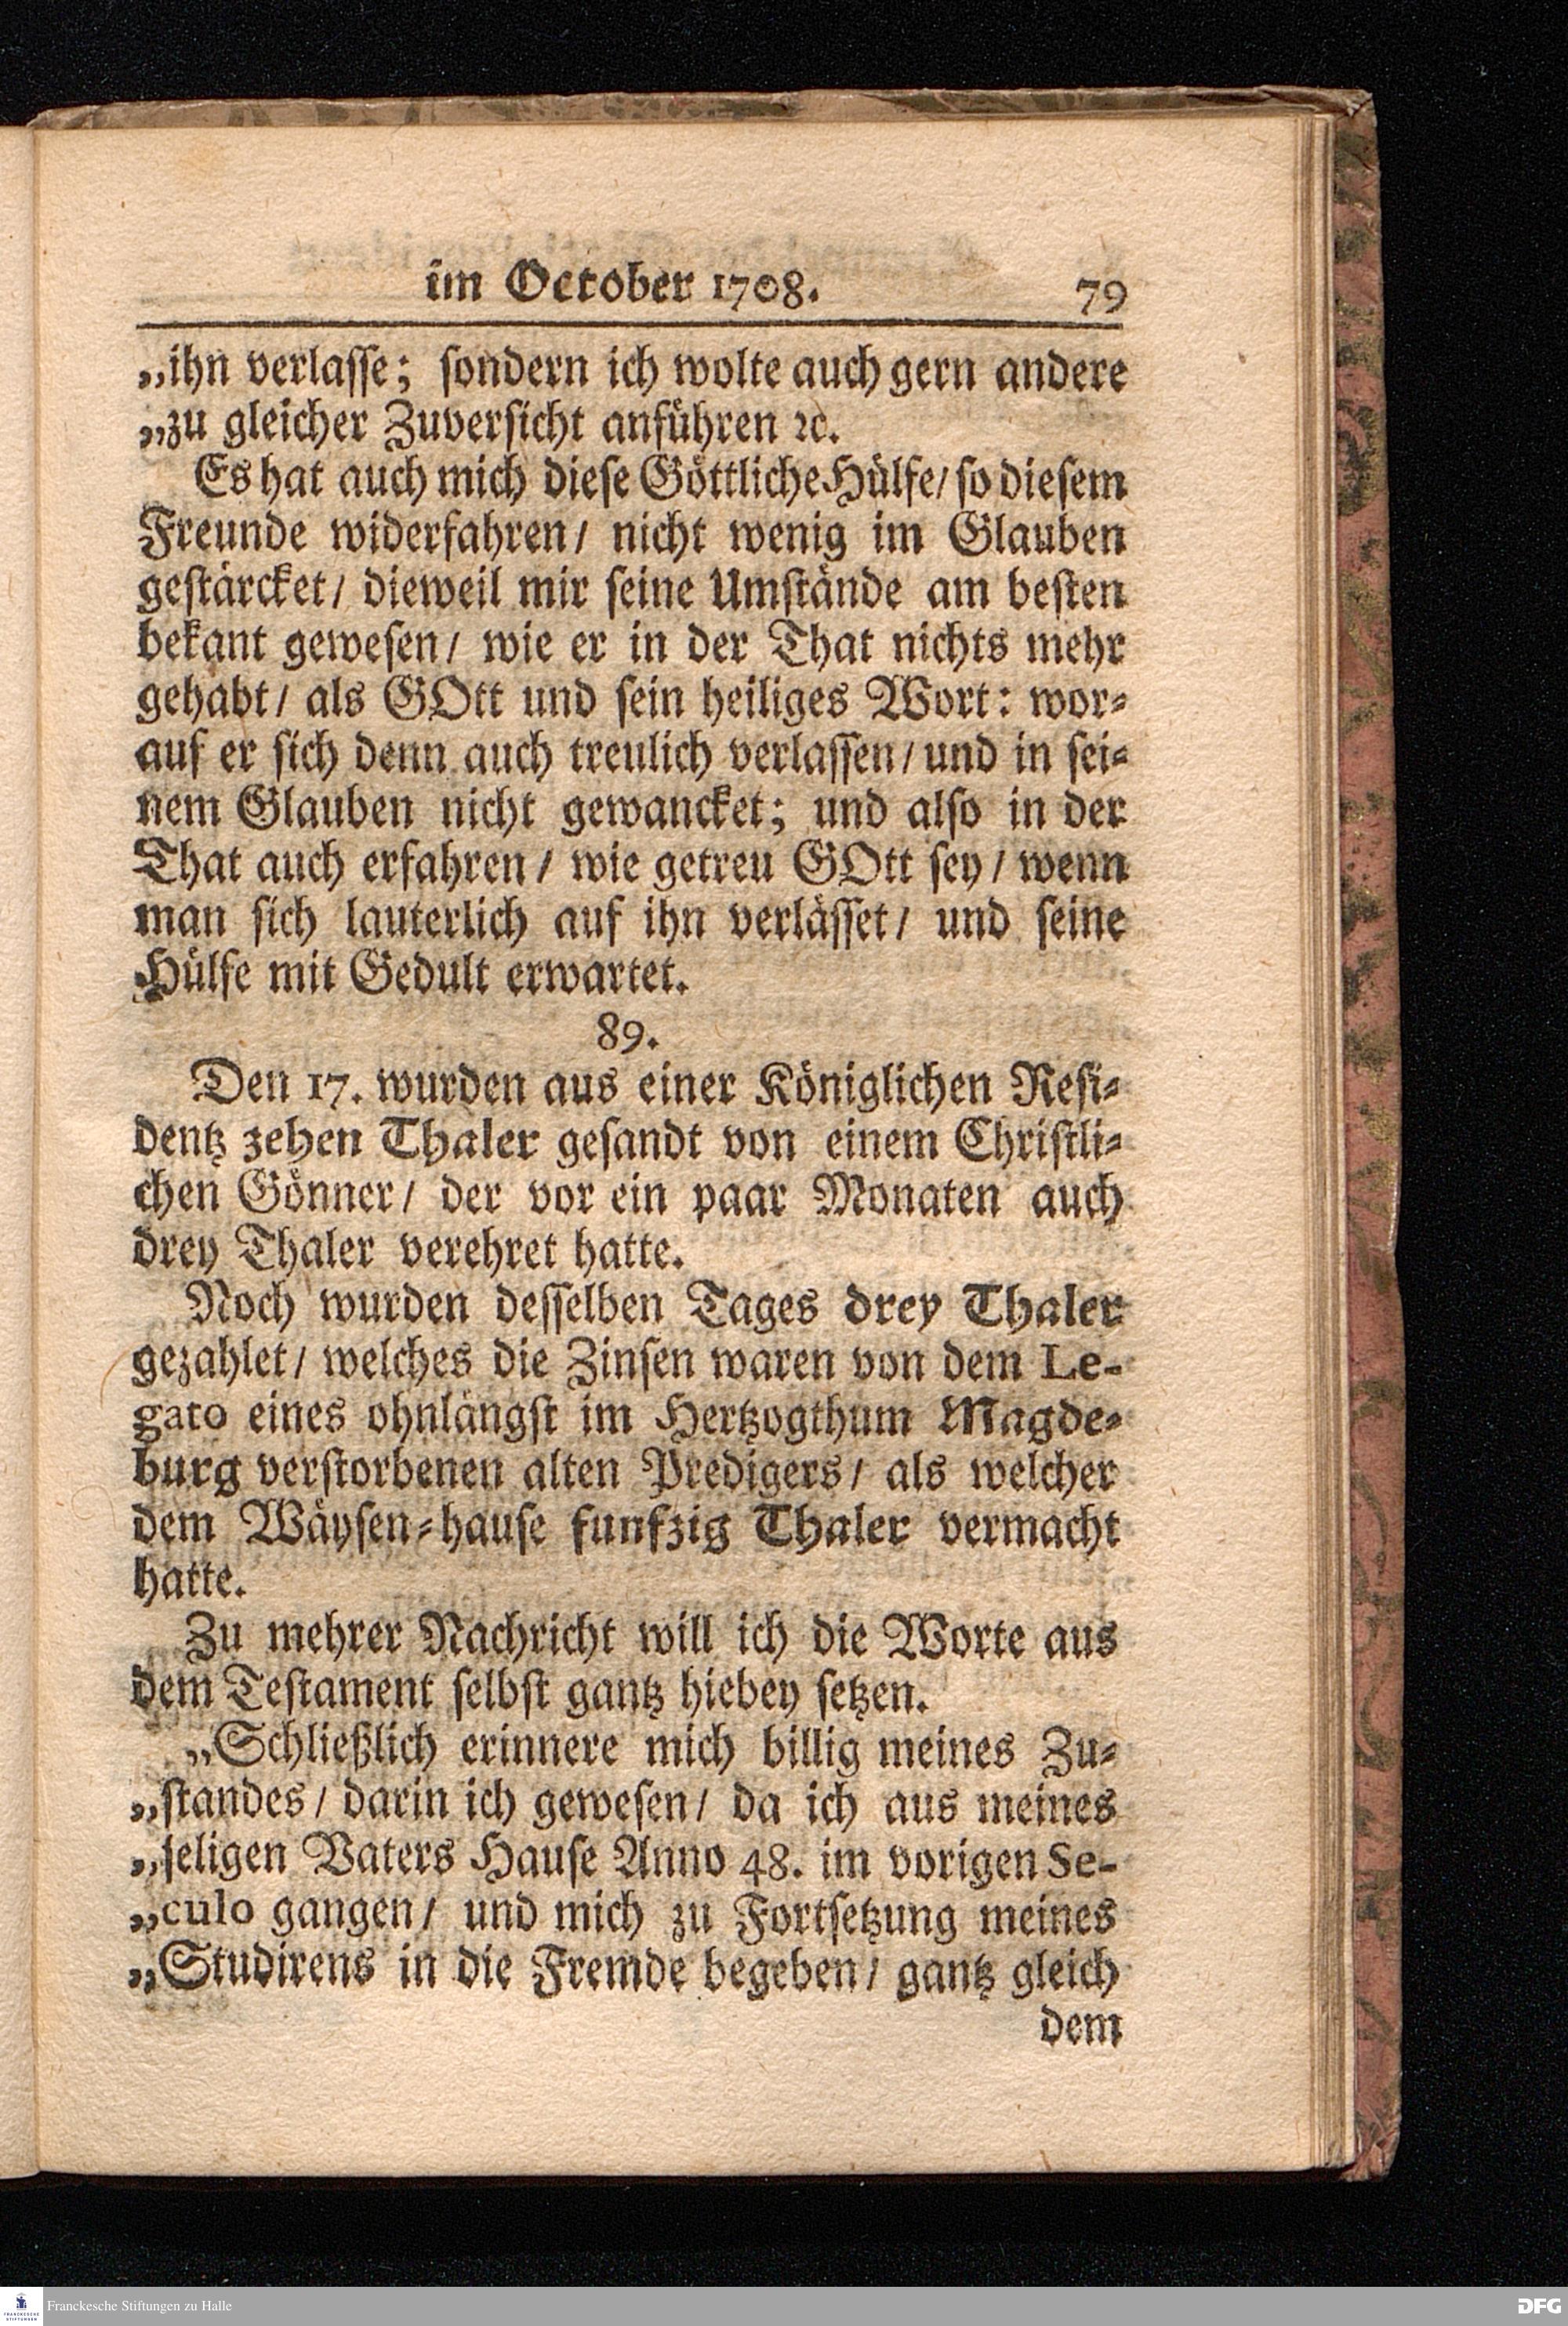 im October 1708. 79
„ihn verlasse; sondern ich wolte auch gern andere
„zu gleicher Zuversicht anführen ꝛc.
Es hat auch mich diese Göttliche Hülfe/ so diesem
Freunde widerfahren/ nicht wenig im Glauben
gestärcket/ dieweil mir seine Umstände am besten
bekant gewesen/ wie er in der That nichts mehr
gehabt/ als GOtt und sein heiliges Wort: wor-
auf er sich denn auch treulich verlassen/ und in sei-
nem Glauben nicht gewancket; und also in der
That auch erfahren/ wie getreu GOtt sey/ wenn
man sich lauterlich auf ihn verlässet/ und seine
Hülfe mit Gedult erwartet.
89.
Den 17. wurden aus einer Königlichen Resi-
dentz zehen Thaler gesandt von einem Christli-
chen Gönner/ der vor ein paar Monaten auch
drey Thaler verehret hatte.
Noch wurden desselben Tages drey Thaler
gezahlet/ welches die Zinsen waren von dem Le-
gato eines ohnlängst im Hertzogthum Magde-
burg verstorbenen alten Predigers/ als welcher
dem Wäysen-hause funfzig Thaler vermacht
hatte.
Zu mehrer Nachricht will ich die Worte aus
dem Testament selbst gantz hiebey setzen.
„Schließlich erinnere mich billig meines Zu-
„standes/ darin ich gewesen/ da ich aus meines
„seligen Vaters Hause Anno 48. im vorigen Se-
„culo gangen/ und mich zu Fortsetzung meines
„Studirens in die Fremde begeben/ gantz gleich
dem
FRANCKESCHE STIFTUNGEN
Franckesche Stiftungen zu Halle
DFG